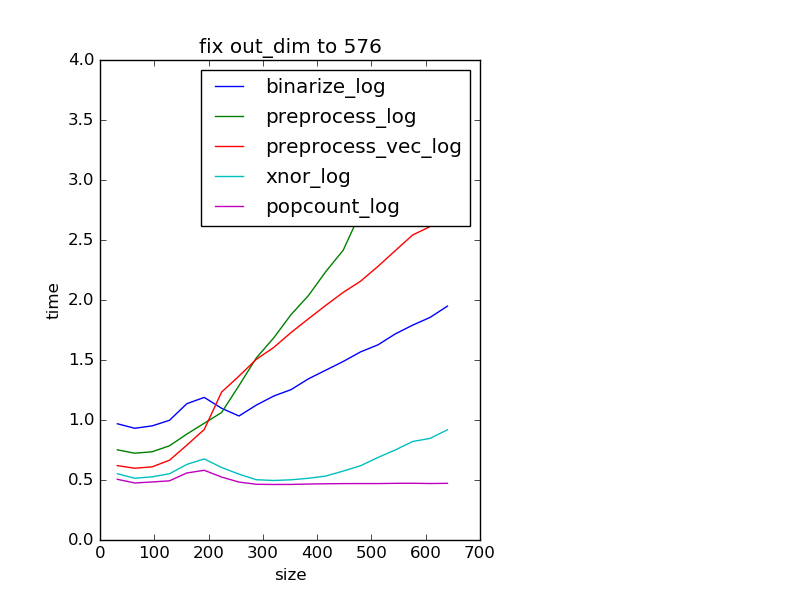 fix out_dim to 576
4.0
3.5
3.0
2.5
2.0
1.5
1.0
0.5
0.0
time
binarize_log
preprocess_log
preprocess_vec_log
xnor_log
popcount_log
0 100 200 300 400 500 600 700
size